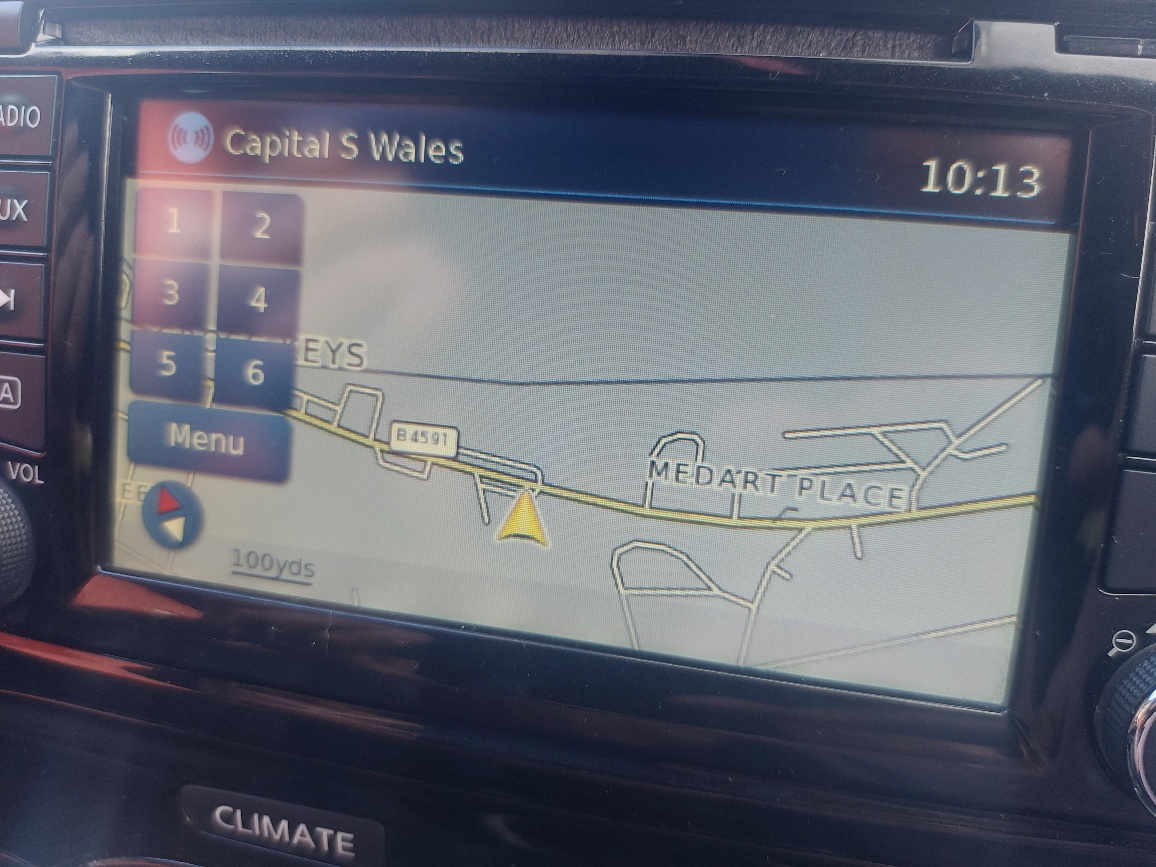 Capital S Wales
10:13
ADIO
UX
A
VOL
1 2
3 4
5 6
Menu
EYS
B4591
MEDART PLACE
100yds
CLIMATE